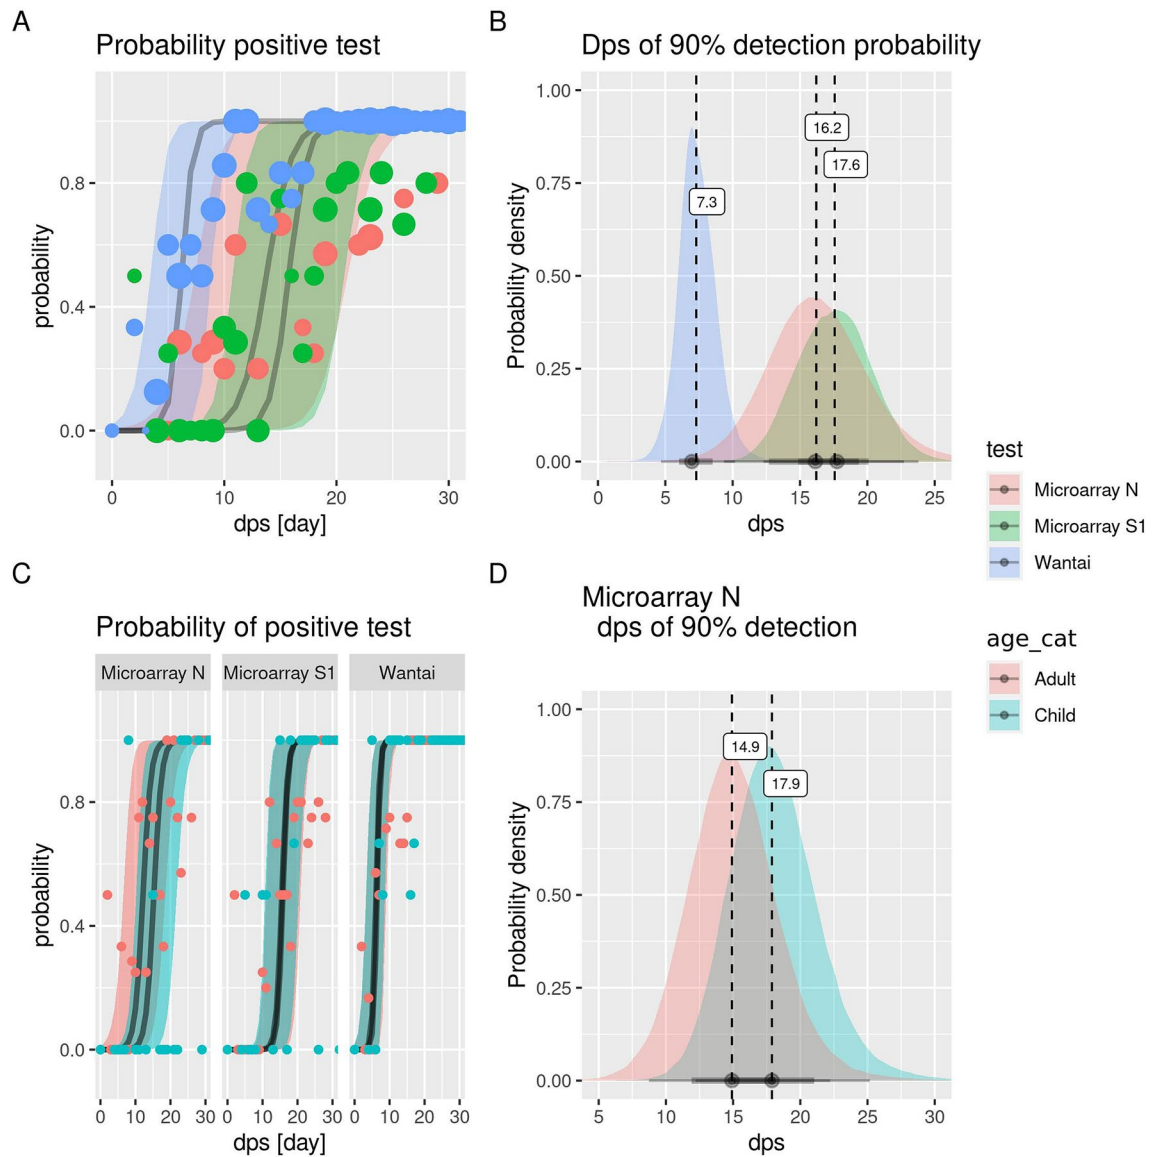 A
Probability positive test
probability
0.8
0.4
0.0
0 10 20 30
dps [day]
B
Dps of 90% detection probability
Probability density
1.00
0.75
0.50
0.25
0.00
16.2
17.6
7.3
0 5 10 15 20 25
dps
test
Microarray N
Microarray S1
Wantai
age_cat
Adult
Child
C
Probability of positive test
Microarray N Microarray S1 Wantai
probability
0.8
0.4
0.0
0 10 20 30 0 10 20 30 0 10 20 30
dps [day]
D
Microarray N
dps of 90% detection
Probability density
1.00
0.75
0.50
0.25
0.00
14.9
17.9
5 10 15 20 25 30
dps